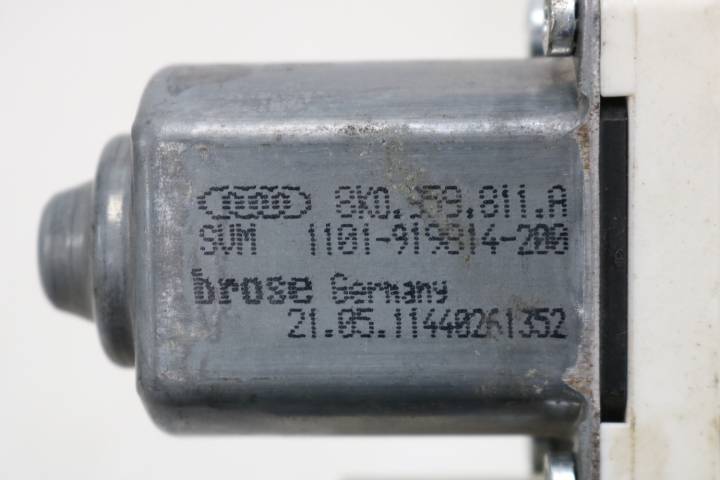 8K0.959.811.A
SVM 1101-919814-200
brose Germany
21.05.11440261352